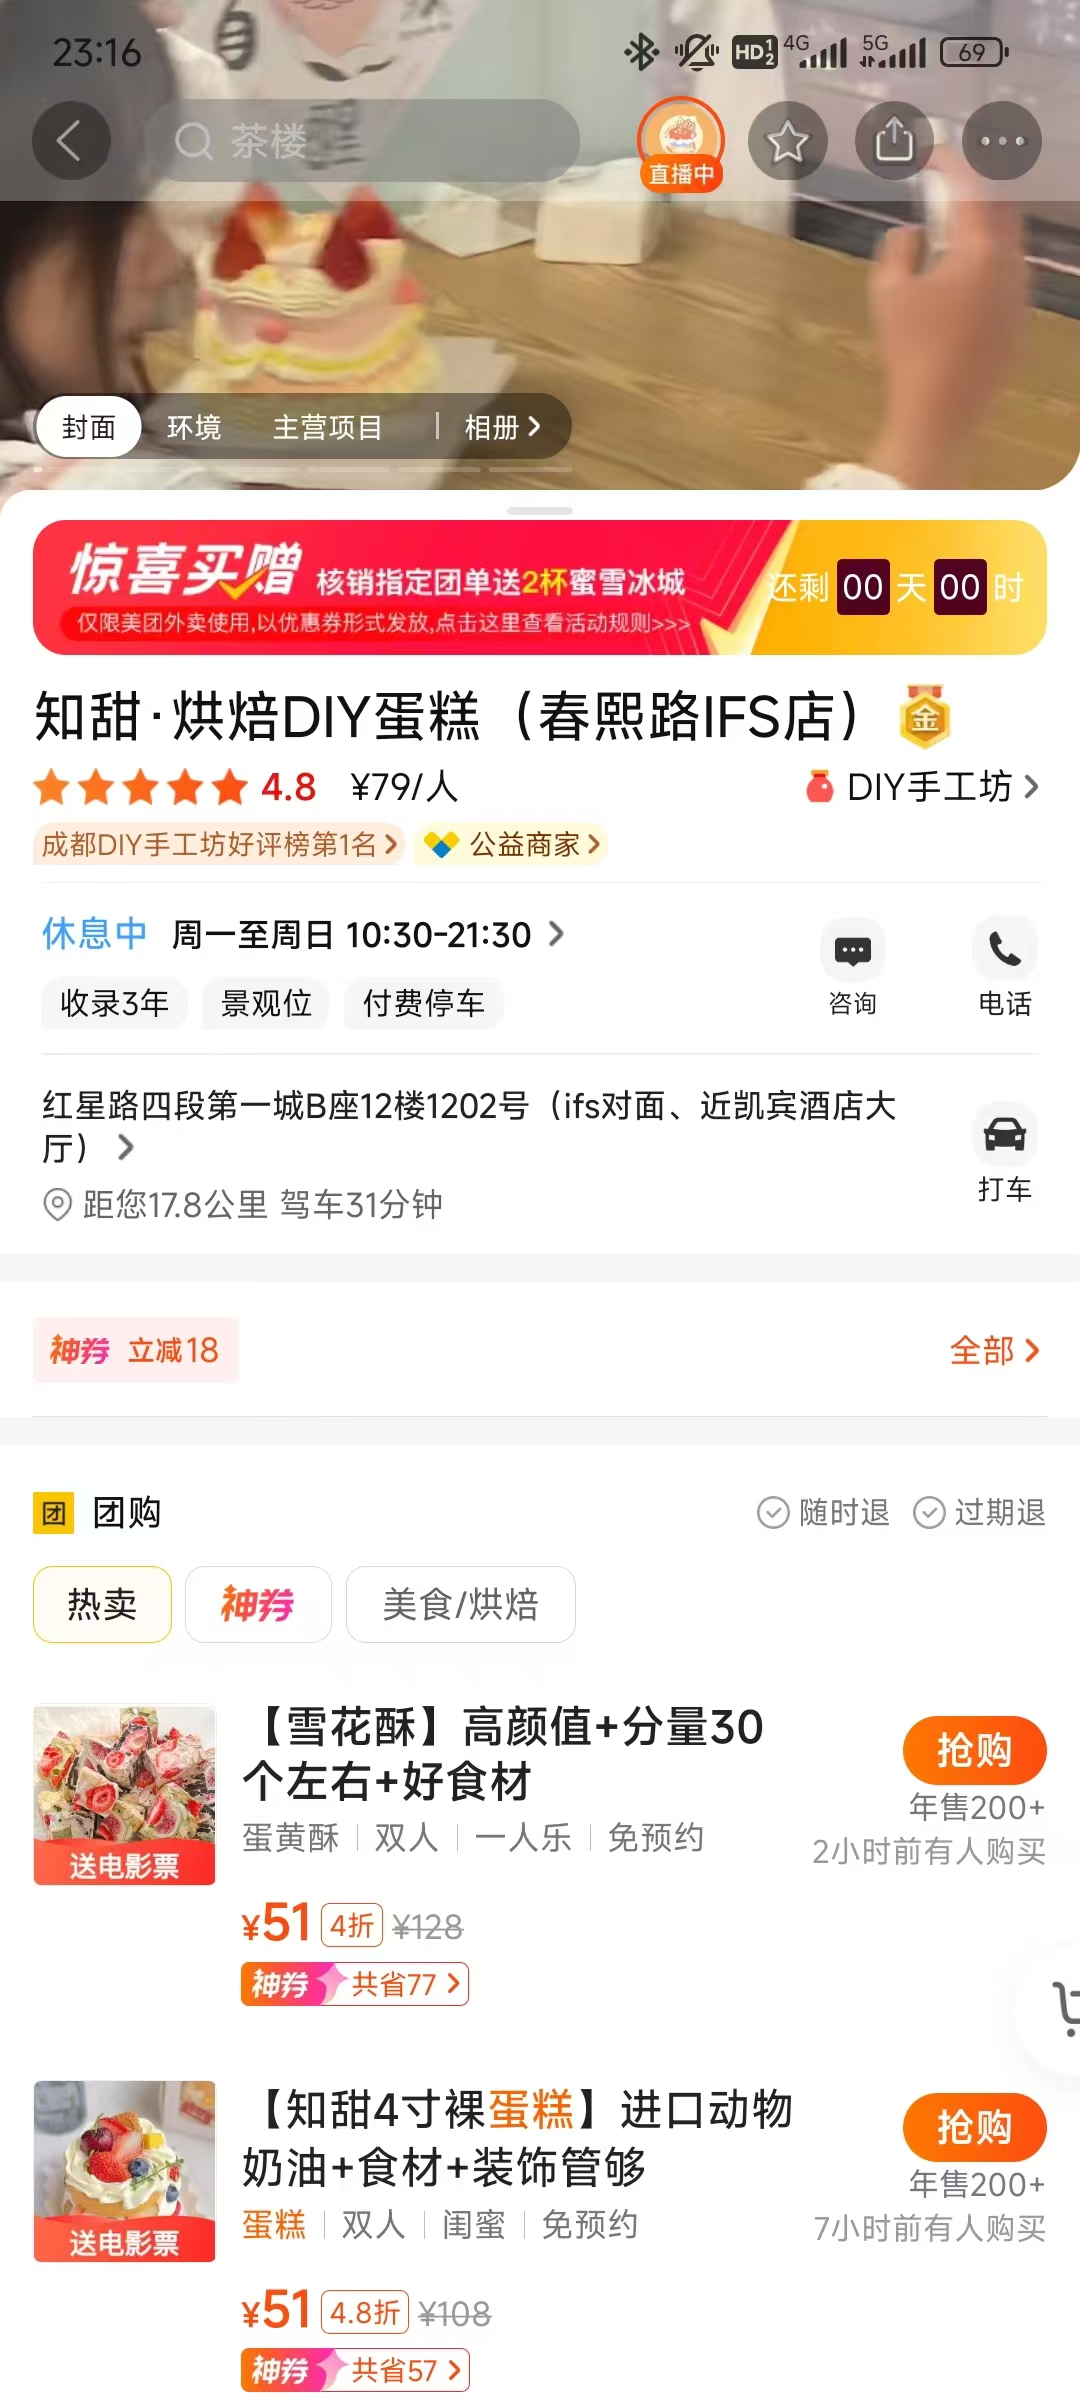 23:16
HD 1 2 4G 5G 69
茶楼
直播中
封面 环境 主营项目 | 相册
惊喜买赠 核销指定团单送2杯蜜雪冰城
仅限美团外卖使用,以优惠券形式发放,点击这里查看活动规则>>>
还剩 00 天 00 时
知甜·烘焙DIY蛋糕（春熙路IFS店） 金
4.8 ¥79/人 DIY手工坊
成都DIY手工坊好评榜第1名 公益商家
休息中 周一至周日 10:30-21:30
收录3年 景观位 付费停车
咨询 电话
红星路四段第一城B座12楼1202号（ifs对面、近凯宾酒店大
厅）
打车
距您17.8公里 驾车31分钟
神券 立减18 全部
团 团购 随时退 过期退
热卖 神券 美食/烘焙
【雪花酥】高颜值+分量30
个左右+好食材
抢购
年售200+
蛋黄酥 | 双人 | 一人乐 | 免预约
2小时前有人购买
送电影票
¥51 4折 ¥128
神券 共省77
【知甜4寸裸蛋糕】进口动物
奶油+食材+装饰管够
抢购
年售200+
蛋糕 | 双人 | 闺蜜 | 免预约
7小时前有人购买
送电影票
¥51 4.8折 ¥108
神券 共省57